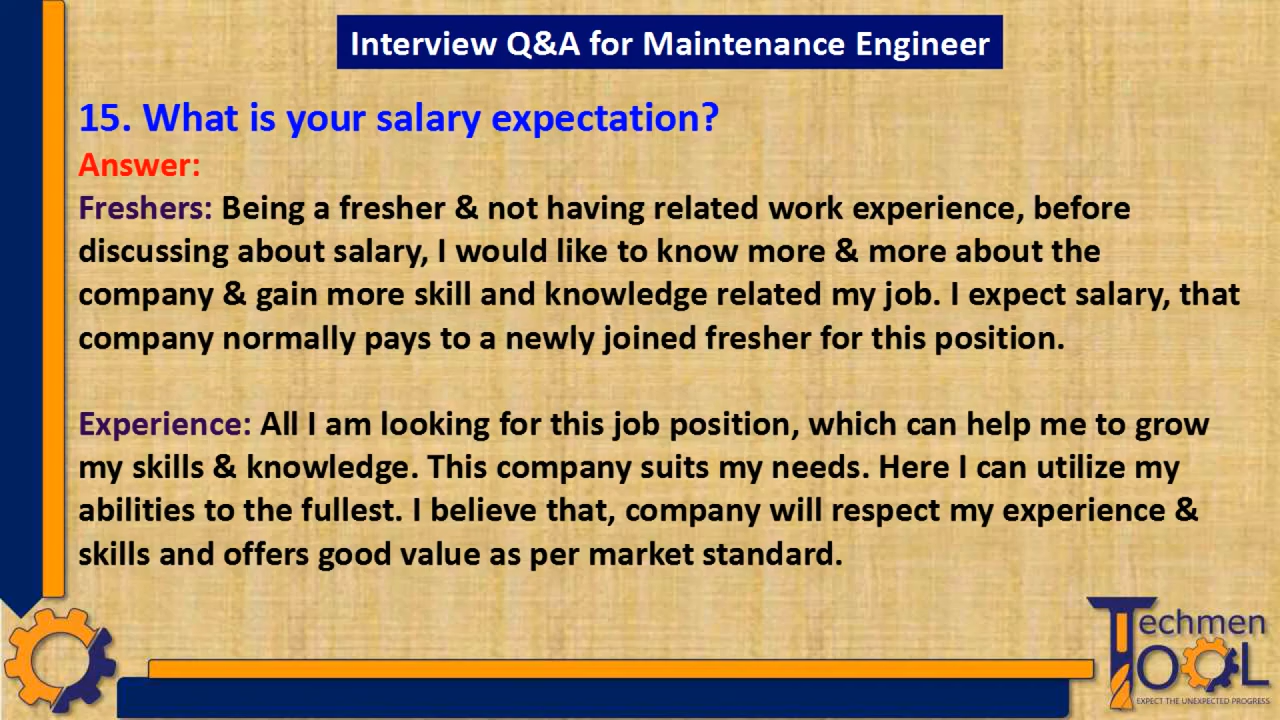 Interview Q&A for Maintenance Engineer
15. What is your salary expectation?
Answer:
Freshers: Being a fresher & not having related work experience, before
discussing about salary, I would like to know more & more about the
company & gain more skill and knowledge related my job. I expect salary, that
company normally pays to a newly joined fresher for this position.
Experience: All I am looking for this job position, which can help me to grow
my skills & knowledge. This company suits my needs. Here I can utilize my
abilities to the fullest. I believe that, company will respect my experience &
skills and offers good value as per market standard.
Techmen
TOOL
EXPECT THE UNEXPECTED PROGRESS